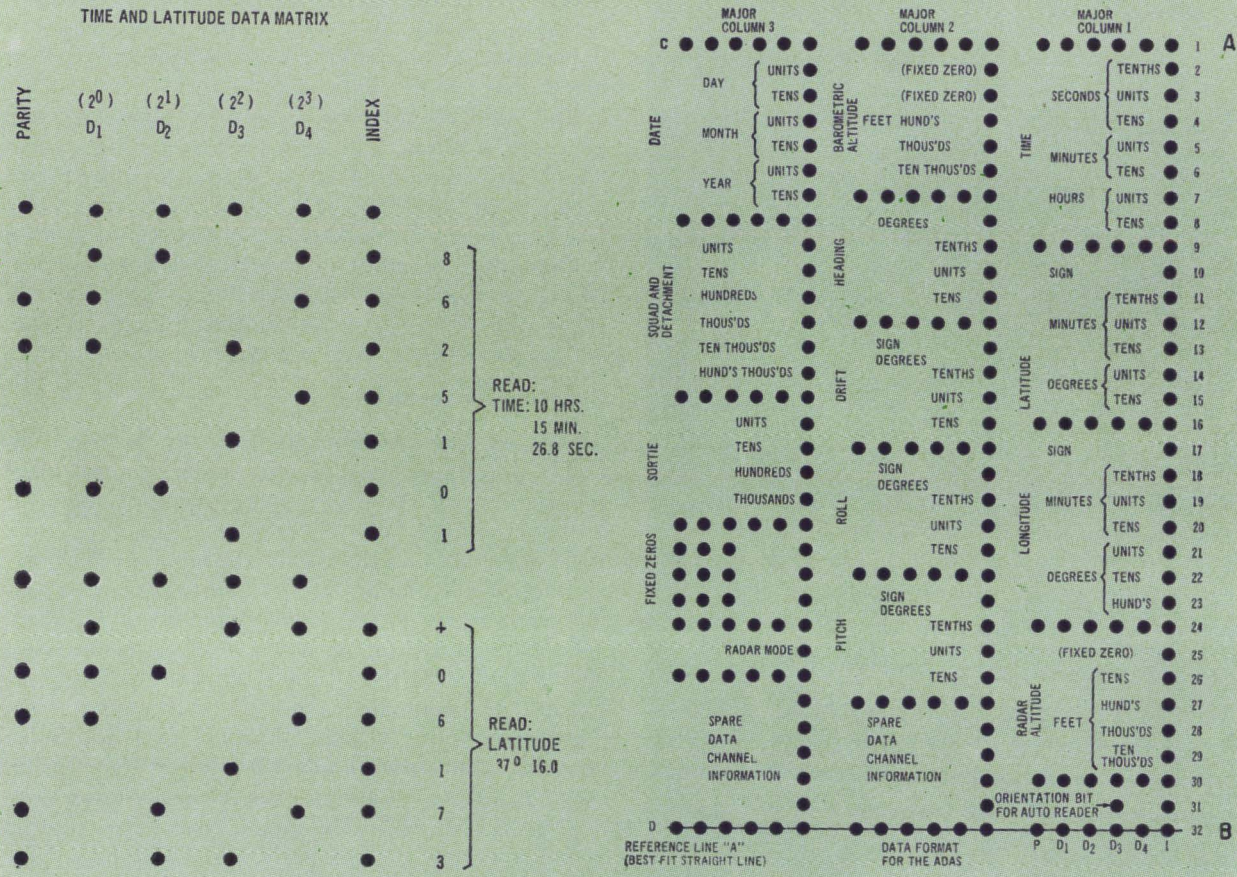 TIME AND LATITUDE DATA MATRIX
PARITY
(2⁰) (2¹) (2²) (2³)
D₁ D₂ D₃ D₄
INDEX
8
6
2
5
1
0
1
READ:
TIME: 10 HRS.
15 MIN.
26.8 SEC.
+
0
6
1
7
3
READ:
LATITUDE
37⁰ 16.0
MAJOR
COLUMN 3
C
DATE
DAY
UNITS
TENS
MONTH
UNITS
TENS
YEAR
UNITS
TENS
SQUAD AND
DETACHMENT
UNITS
TENS
HUNDREDS
THOUS'DS
TEN THOUS'DS
HUND'S THOUS'DS
SORTIE
UNITS
TENS
HUNDREDS
THOUSANDS
FIXED ZEROS
RADAR MODE
SPARE
DATA
CHANNEL
INFORMATION
D
REFERENCE LINE "A"
(BEST FIT STRAIGHT LINE)
MAJOR
COLUMN 2
BAROMETRIC
ALTITUDE
(FIXED ZERO)
(FIXED ZERO)
FEET HUND'S
THOUS'DS
TEN THOUS'DS
HEADING
DEGREES
TENTHS
UNITS
TENS
DRIFT
SIGN
DEGREES
TENTHS
UNITS
TENS
ROLL
SIGN
DEGREES
TENTHS
UNITS
TENS
PITCH
SIGN
DEGREES
TENTHS
UNITS
TENS
SPARE
DATA
CHANNEL
INFORMATION
DATA FORMAT
FOR THE ADAS
MAJOR
COLUMN 1
1 A
TIME
SECONDS
TENTHS 2
UNITS 3
TENS 4
MINUTES
UNITS 5
TENS 6
HOURS
UNITS 7
TENS 8
9
LATITUDE
SIGN 10
MINUTES
TENTHS 11
UNITS 12
TENS 13
DEGREES
UNITS 14
TENS 15
16
LONGITUDE
SIGN 17
MINUTES
TENTHS 18
UNITS 19
TENS 20
DEGREES
UNITS 21
TENS 22
HUND'S 23
24
(FIXED ZERO) 25
RADAR
ALTITUDE
FEET
TENS 26
HUND'S 27
THOUS'DS 28
TEN
THOUS'DS 29
30
ORIENTATION BIT
FOR AUTO READER 31
32 B
P D₁ D₂ D₃ D₄ I